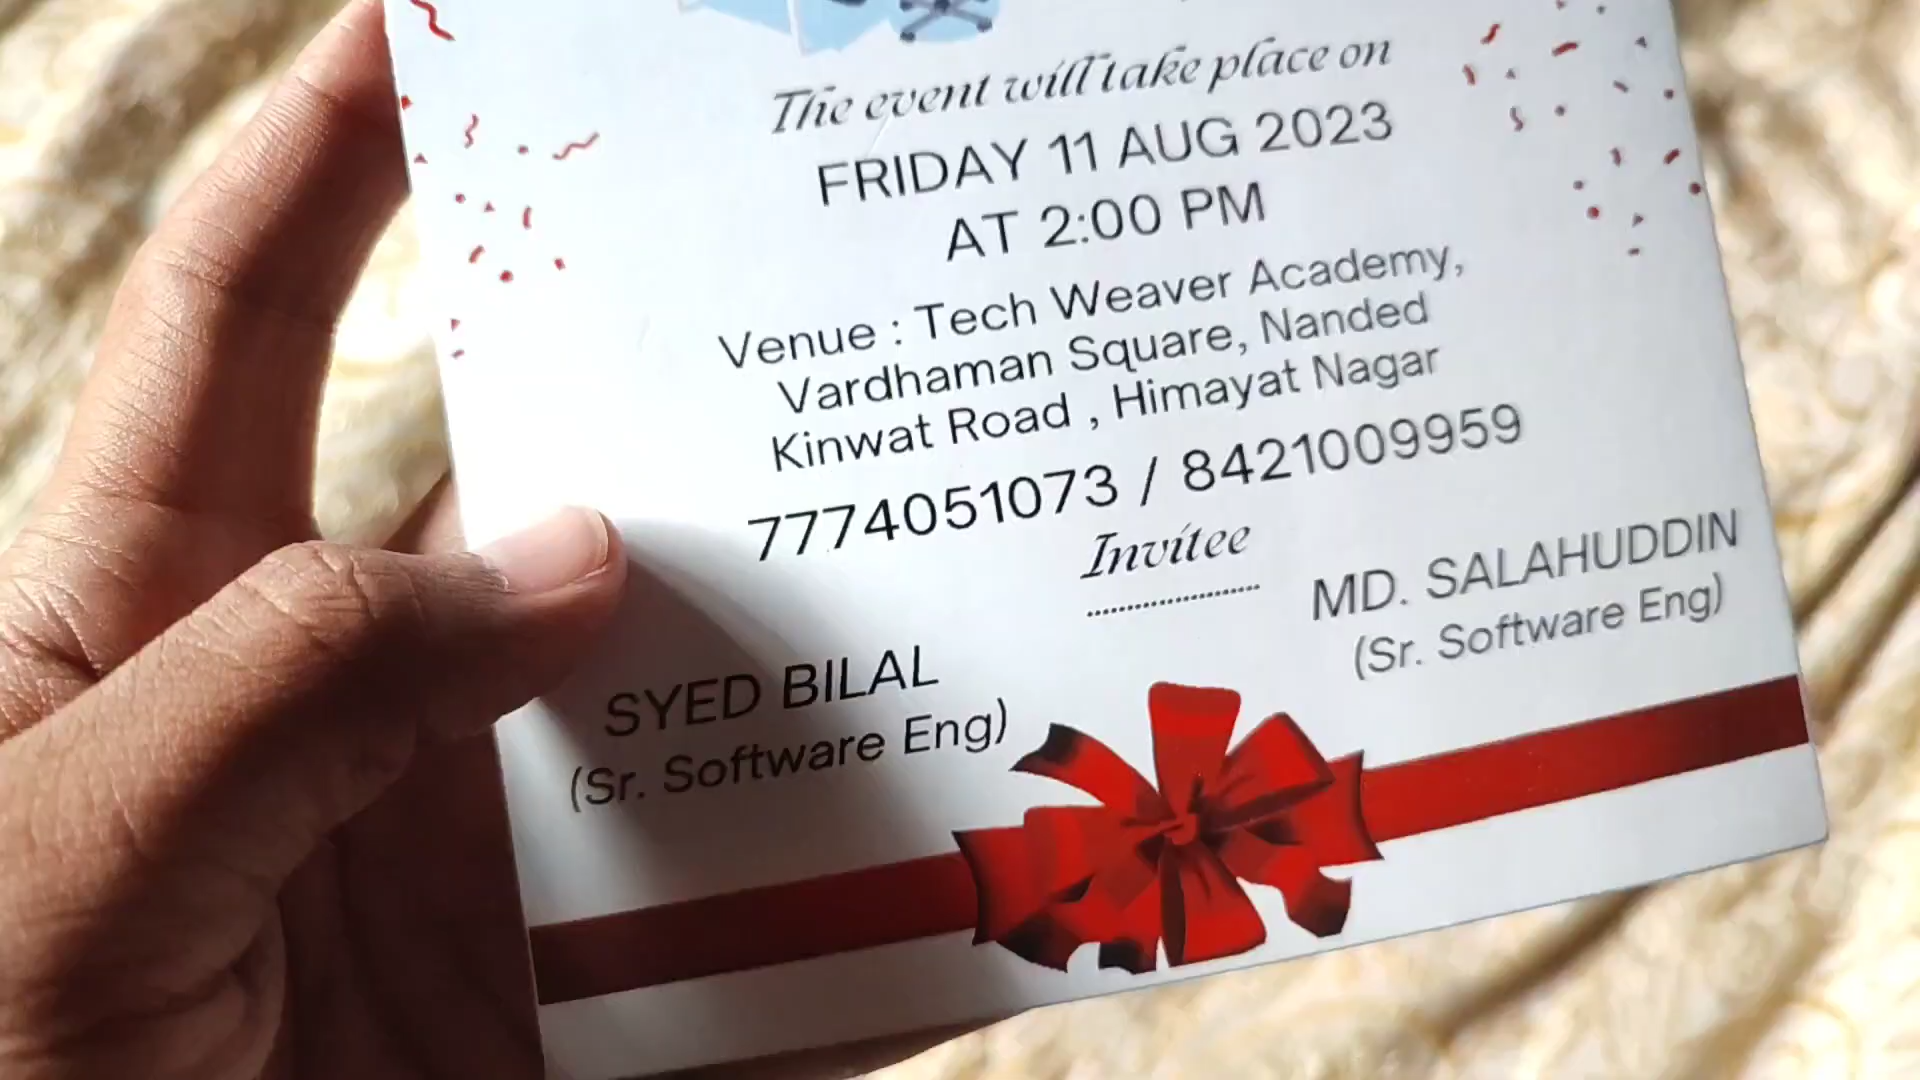 The event will take place on
FRIDAY 11 AUG 2023
AT 2:00 PM
Venue : Tech Weaver Academy,
Vardhaman Square, Nanded
Kinwat Road , Himayat Nagar
7774051073 / 8421009959
Invitee
......................
MD. SALAHUDDIN
(Sr. Software Eng)
SYED BILAL
(Sr. Software Eng)